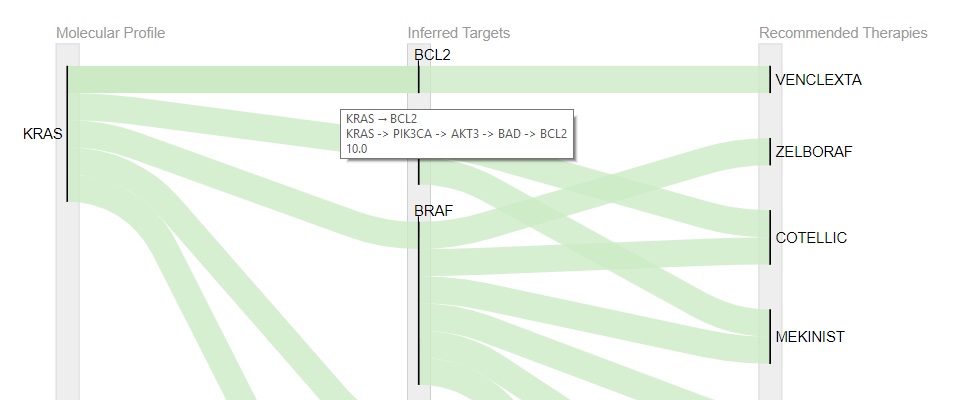 Molecular Profile
Inferred Targets
Recommended Therapies
BCL2
VENCLEXTA
KRAS → BCL2
KRAS -> PIK3CA -> AKT3 -> BAD -> BCL2
10.0
KRAS
ZELBORAF
BRAF
COTELLIC
MEKINIST